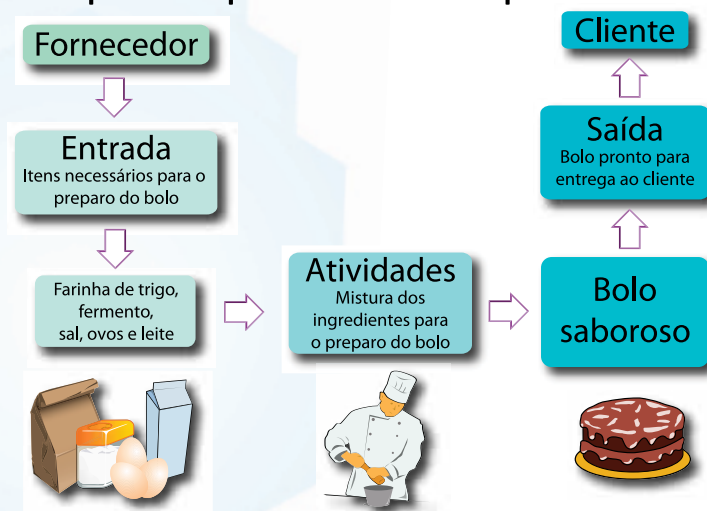 Fornecedor
Entrada
Itens necessários para o
preparo do bolo
Farinha de trigo,
fermento,
sal, ovos e leite
Atividades
Mistura dos
ingredientes para
o preparo do bolo
Bolo
saboroso
Saída
Bolo pronto para
entrega ao cliente
Cliente